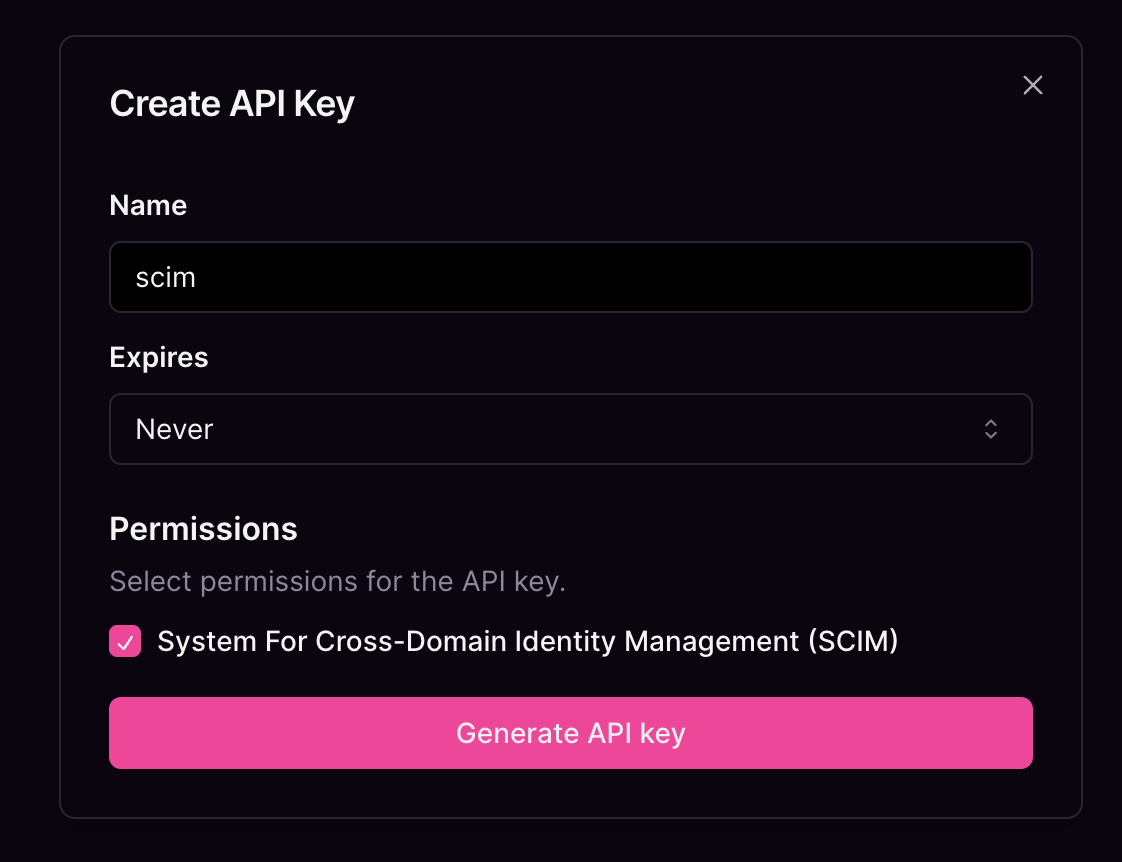 Create API Key
Name
scim
Expires
Never
Permissions
Select permissions for the API key.
System For Cross-Domain Identity Management (SCIM)
Generate API key